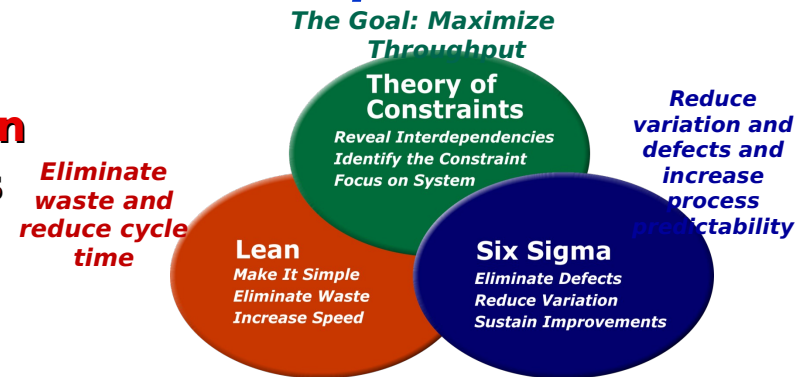 The Goal: Maximize
Throughput
Theory of
Constraints
Reveal Interdependencies
Identify the Constraint
Focus on System
Reduce
variation and
defects and
increase
process
predictability
n
s
Eliminate
waste and
reduce cycle
time
Lean
Make It Simple
Eliminate Waste
Increase Speed
Six Sigma
Eliminate Defects
Reduce Variation
Sustain Improvements